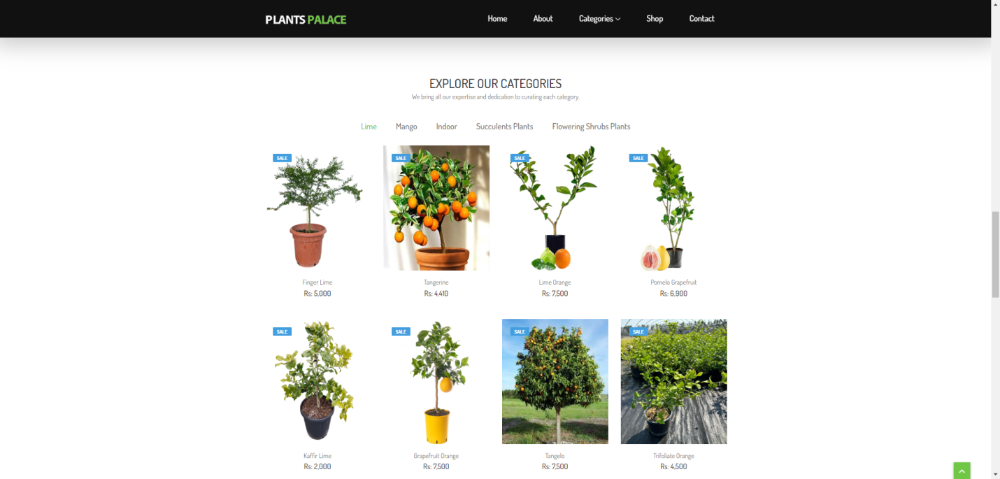 PLANTS PALACE Home About Categories Shop Contact
EXPLORE OUR CATEGORIES
We bring all our expertise and dedication to curating each category.
Lime Mango Indoor Succulents Plants Flowering Shrubs Plants
SALE SALE SALE SALE
Finger Lime Tangerine Lime Orange Pomelo Grapefruit
Rs: 5,000 Rs: 4,410 Rs: 7,500 Rs: 6,900
SALE SALE SALE SALE
Kaffir Lime Grapefruit Orange Tangelo Trifoliate Orange
Rs: 2,000 Rs: 7,500 Rs: 7,500 Rs: 4,500